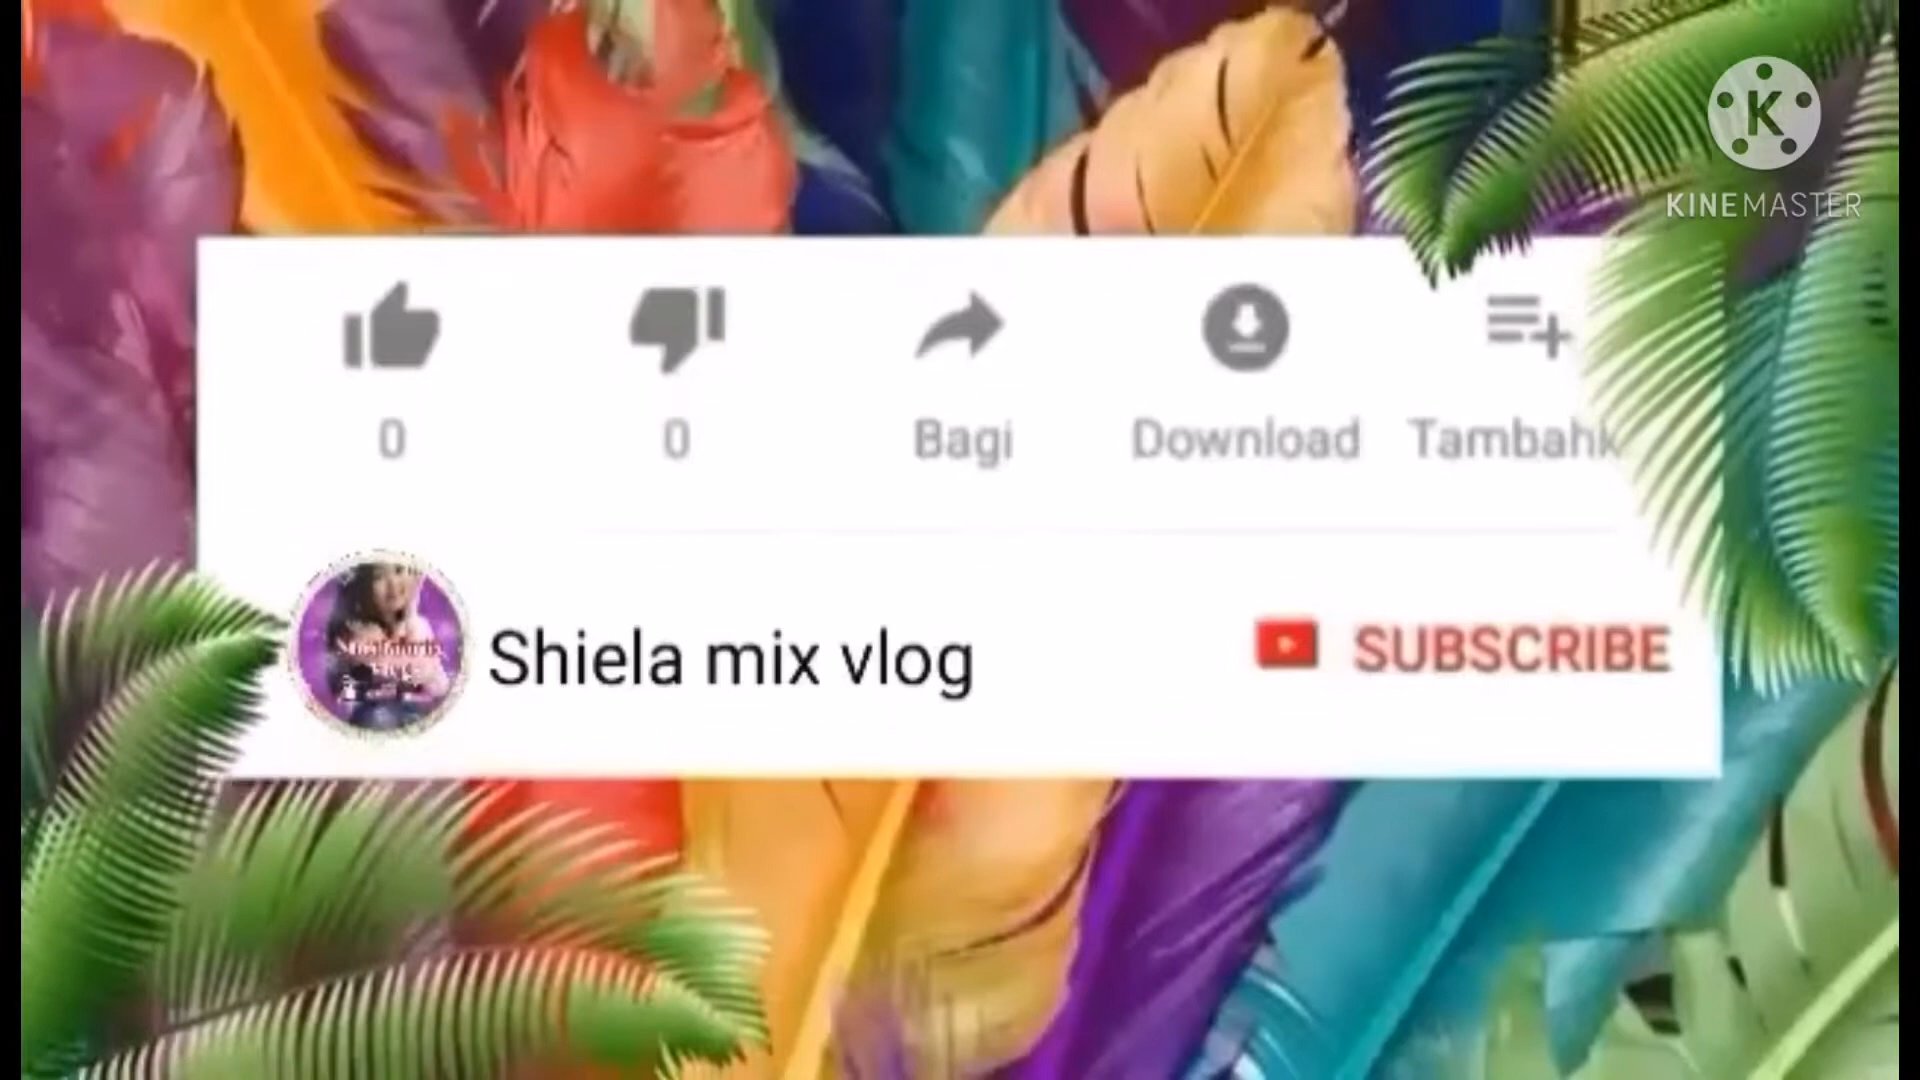 K
KINEMASTER
0 0 Bagi Download Tambahk
Shiela mix vlog
SUBSCRIBE